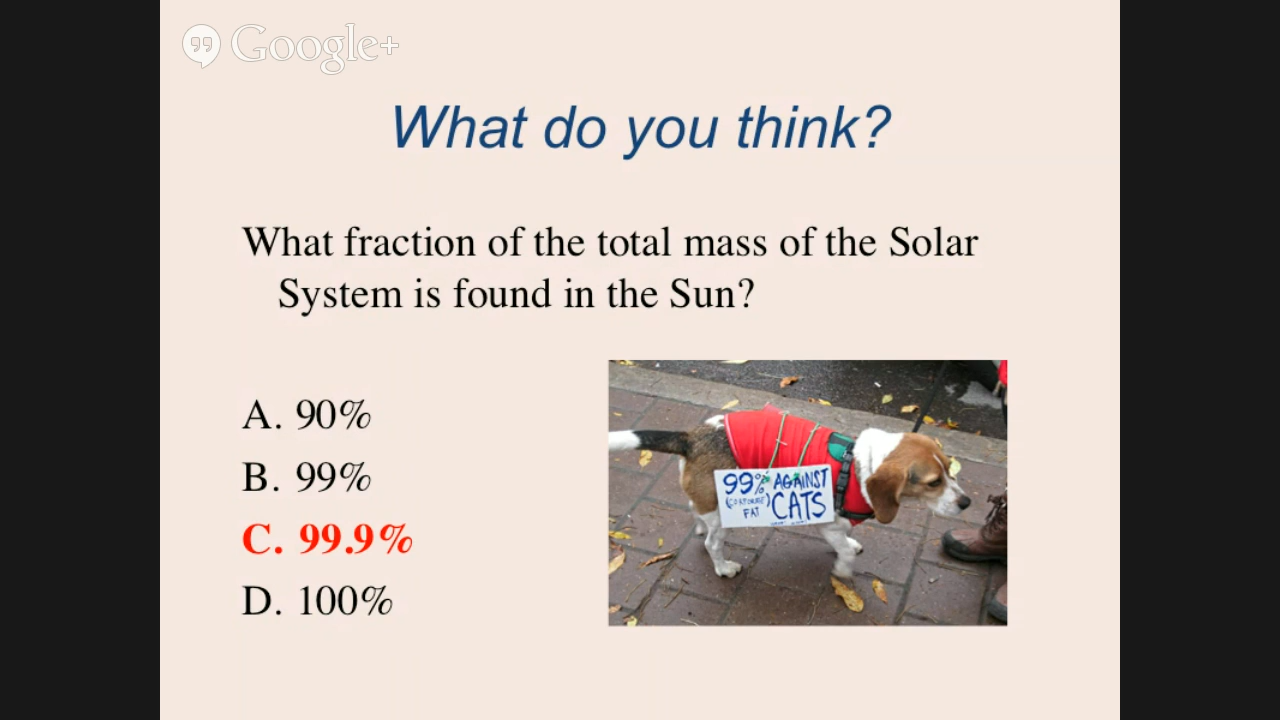 Google+
What do you think?
What fraction of the total mass of the Solar
System is found in the Sun?
A. 90%
B. 99%
C. 99.9%
D. 100%
99% AGAINST
(CORPORATE)
FAT CATS